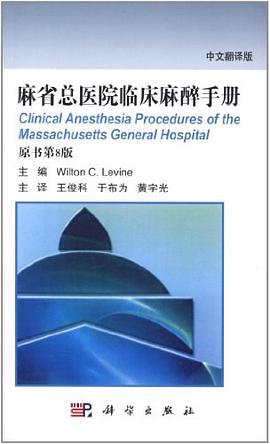 中文翻译版
麻省总医院临床麻醉手册
Clinical Anesthesia Procedures of the
Massachusetts General Hospital
原书第8版
主 编 Wilton C. Levine
主 译 王俊科 于布为 黄宇光
科学出版社